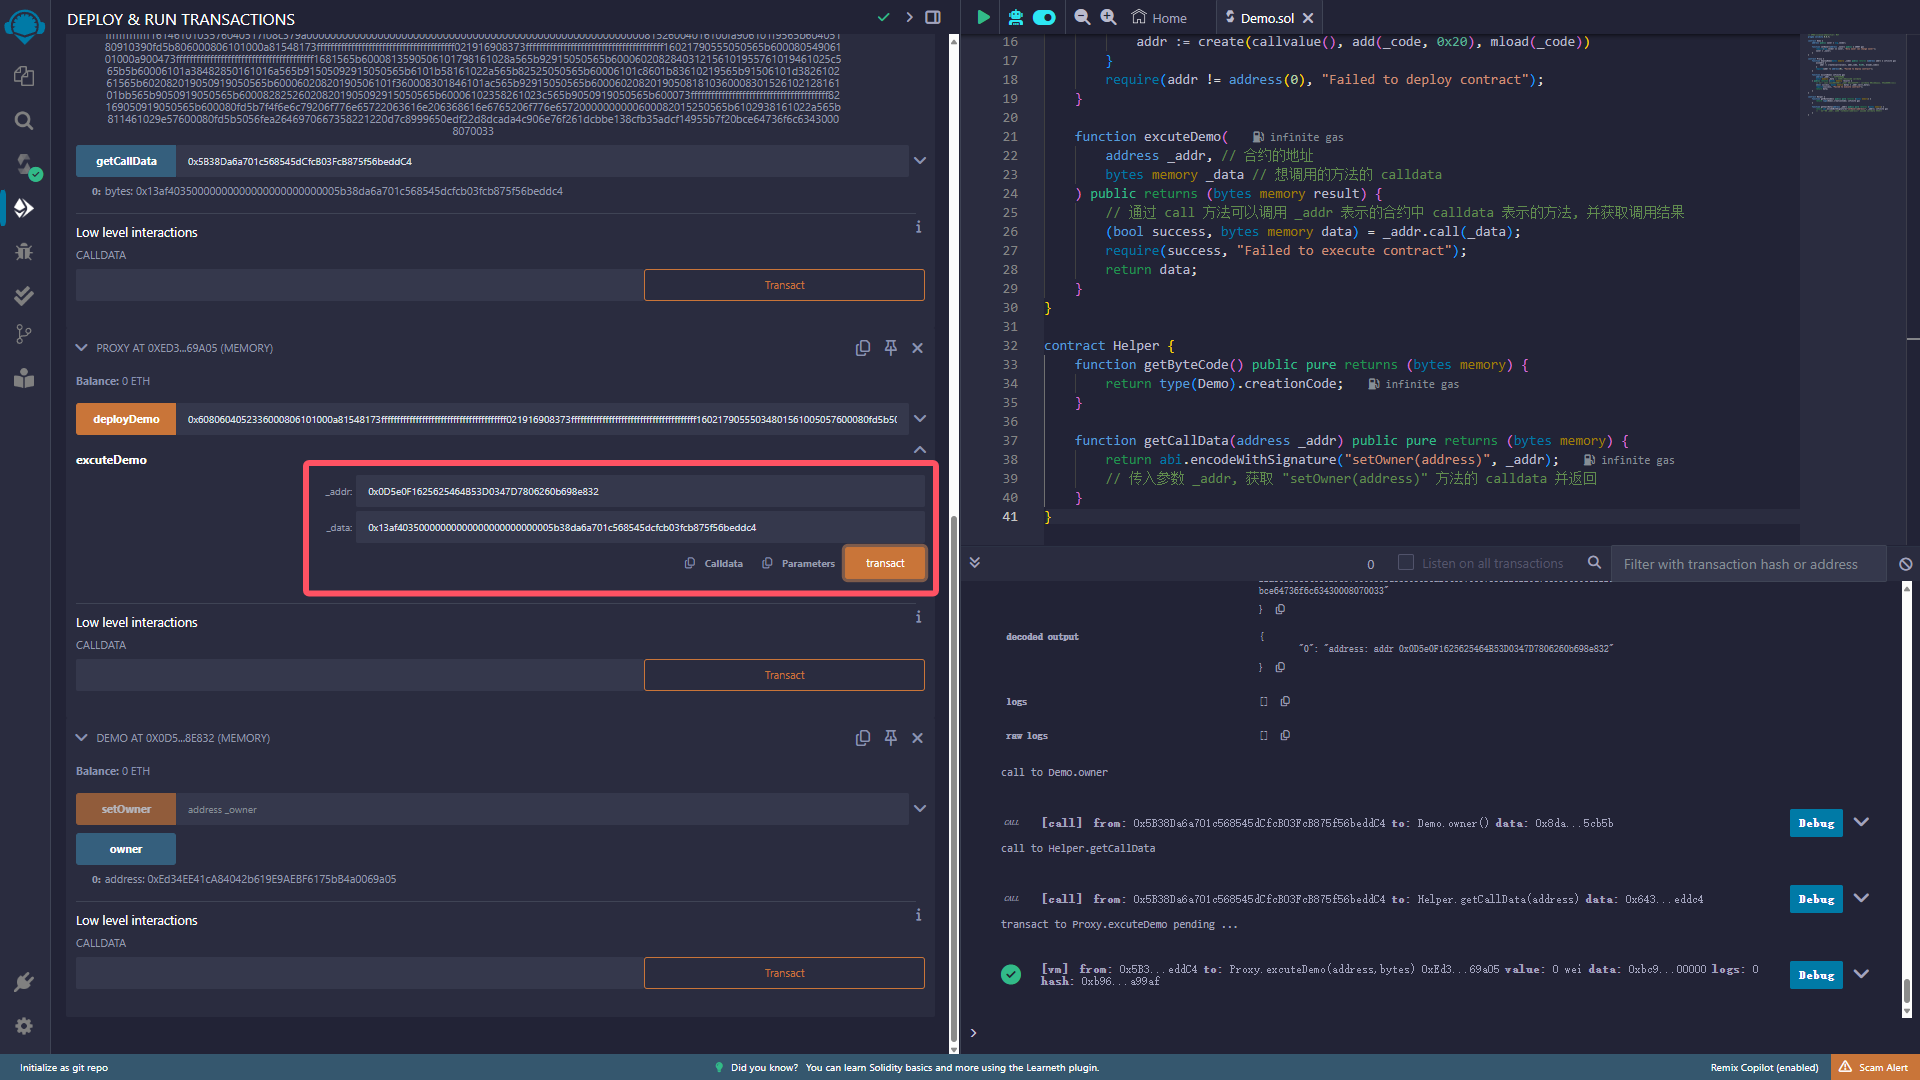 DEPLOY & RUN TRANSACTIONS
8070033
getCallData
0x5B38Da6a701c568545dCfcB03FcB875f56beddC4
0: bytes: 0x13af40350000000000000000000000005b38da6a701c568545dcfcb03fcb875f56beddc4
Low level interactions
CALLDATA
Transact
PROXY AT 0XED3...69A05 (MEMORY)
Balance: 0 ETH
deployDemo
excuteDemo
_addr:
0x0D5e0F1625625464B53D0347D7806260b698e832
_data:
0x13af40350000000000000000000000005b38da6a701c568545dcfcb03fcb875f56beddc4
Calldata
Parameters
transact
Low level interactions
CALLDATA
Transact
DEMO AT 0X0D5...8E832 (MEMORY)
Balance: 0 ETH
setOwner
address _owner
owner
0: address: 0xEd34EE41cA84042b619E9AEBF6175bB4a0069a05
Low level interactions
CALLDATA
Transact
Home
Demo.sol
16 addr := create(callvalue(), add(_code, 0x20), mload(_code))
17 }
18 require(addr != address(0), "Failed to deploy contract");
19 }
20
21 function excuteDemo( infinite gas
22 address _addr, // 合约的地址
23 bytes memory _data // 想调用的方法的 calldata
24 ) public returns (bytes memory result) {
25 // 通过 call 方法可以调用 _addr 表示的合约中 calldata 表示的方法, 并获取调用结果
26 (bool success, bytes memory data) = _addr.call(_data);
27 require(success, "Failed to execute contract");
28 return data;
29 }
30 }
31
32 contract Helper {
33 function getByteCode() public pure returns (bytes memory) {
34 return type(Demo).creationCode; infinite gas
35 }
36
37 function getCallData(address _addr) public pure returns (bytes memory) {
38 return abi.encodeWithSignature("setOwner(address)", _addr); infinite gas
39 // 传入参数 _addr, 获取 "setOwner(address)" 方法的 calldata 并返回
40 }
41 }
0
Listen on all transactions
Filter with transaction hash or address
bce64736f6c63430008070033"
}
decoded output
{
"0": "address: addr 0x0D5e0F1625625464B53D0347D7806260b698e832"
}
logs
[]
raw logs
[]
call to Demo.owner
CALL
[call] from: 0x5B38Da6a701c568545dCfcB03FcB875f56beddC4 to: Demo.owner() data: 0x8da...5cb5b
Debug
call to Helper.getCallData
CALL
[call] from: 0x5B38Da6a701c568545dCfcB03FcB875f56beddC4 to: Helper.getCallData(address) data: 0x643...eddc4
Debug
transact to Proxy.excuteDemo pending ...
[vm] from: 0x5B3...eddC4 to: Proxy.excuteDemo(address,bytes) 0xEd3...69a05 value: 0 wei data: 0xbc9...00000 logs: 0
hash: 0xb96...a99af
Debug
>
Initialize as git repo
Did you know? You can learn Solidity basics and more using the Learneth plugin.
Remix Copilot (enabled)
Scam Alert